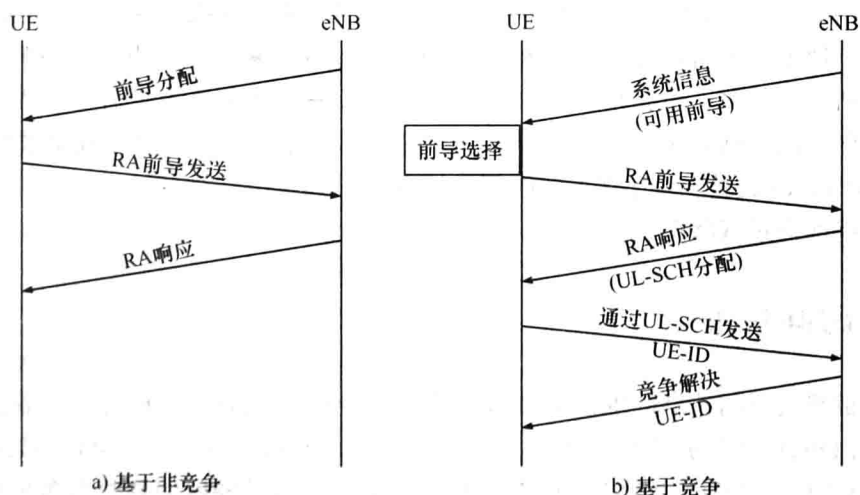 UE
eNB
前导分配
RA前导发送
RA响应
a) 基于非竞争
UE
eNB
系统信息
(可用前导)
前导选择
RA前导发送
RA响应
(UL-SCH分配)
通过UL-SCH发送
UE-ID
竞争解决
UE-ID
b) 基于竞争